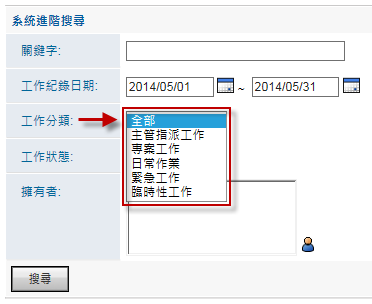 系統進階搜尋
關鍵字:
工作紀錄日期: 2014/05/01 ~ 2014/05/31
工作分類: 全部
主管指派工作
專案工作
日常作業
緊急工作
臨時性工作
工作狀態:
擁有者:
搜尋